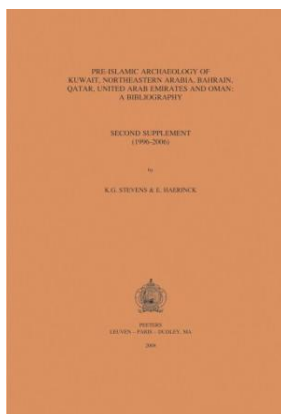 PRE-ISLAMIC ARCHAEOLOGY OF
KUWAIT, NORTHEASTERN ARABIA, BAHRAIN,
QATAR, UNITED ARAB EMIRATES AND OMAN:
A BIBLIOGRAPHY
SECOND SUPPLEMENT
(1996-2006)
by
K.G. STEVENS & E. HAERINCK
PEETERS
LEUVEN – PARIS – DUDLEY, MA
2008